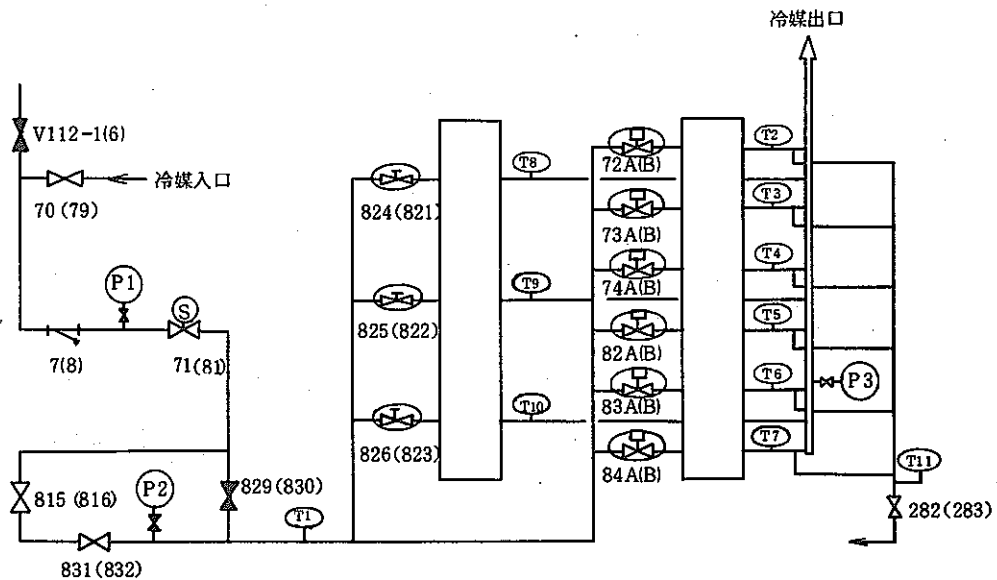 冷媒出口
V112-1(6)
冷媒入口
70(79)
P1
S
7(8)
71(81)
824(821)
825(822)
826(823)
T8
T9
T10
72A(B)
73A(B)
74A(B)
82A(B)
83A(B)
84A(B)
T2
T3
T4
T5
T6
T7
P3
T11
282(283)
815(816)
P2
829(830)
T1
831(832)